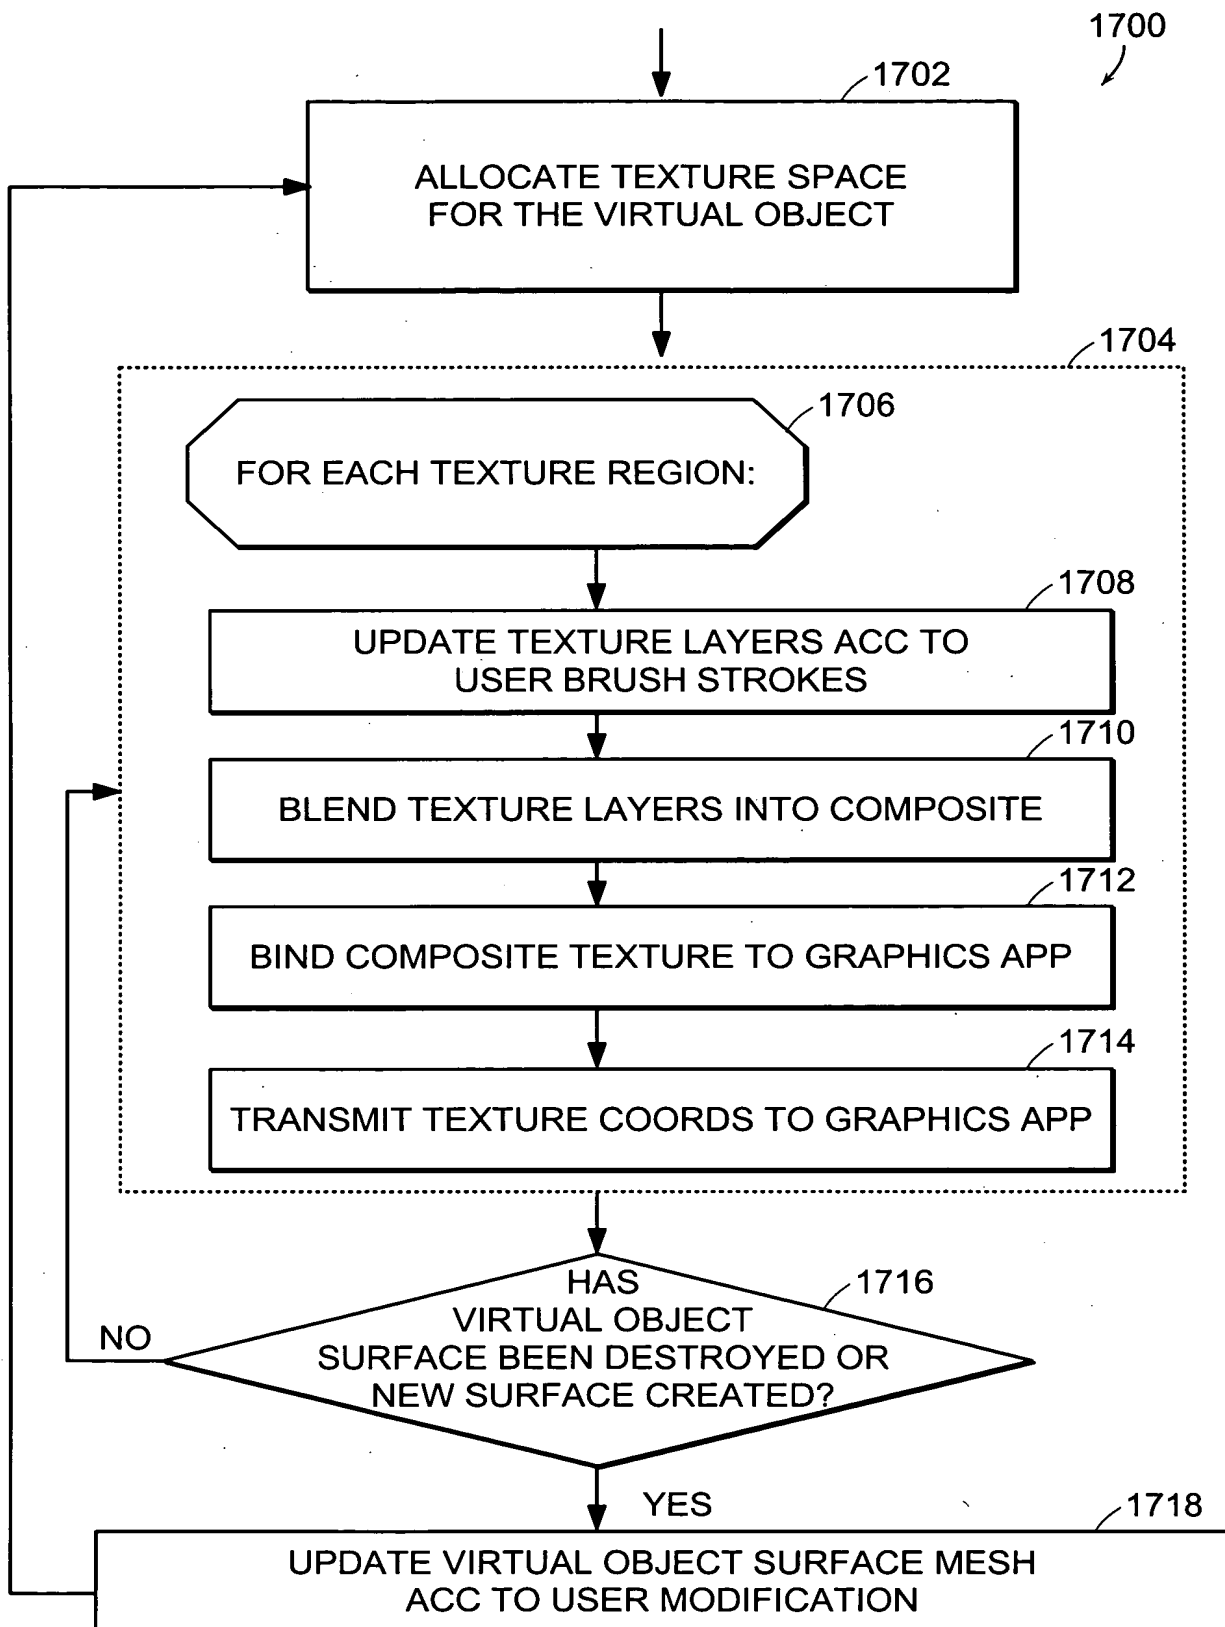 1700
1702
ALLOCATE TEXTURE SPACE
FOR THE VIRTUAL OBJECT
1704
1706
FOR EACH TEXTURE REGION:
1708
UPDATE TEXTURE LAYERS ACC TO
USER BRUSH STROKES
1710
BLEND TEXTURE LAYERS INTO COMPOSITE
1712
BIND COMPOSITE TEXTURE TO GRAPHICS APP
1714
TRANSMIT TEXTURE COORDS TO GRAPHICS APP
1716
HAS
VIRTUAL OBJECT
SURFACE BEEN DESTROYED OR
NEW SURFACE CREATED?
NO
YES
1718
UPDATE VIRTUAL OBJECT SURFACE MESH
ACC TO USER MODIFICATION